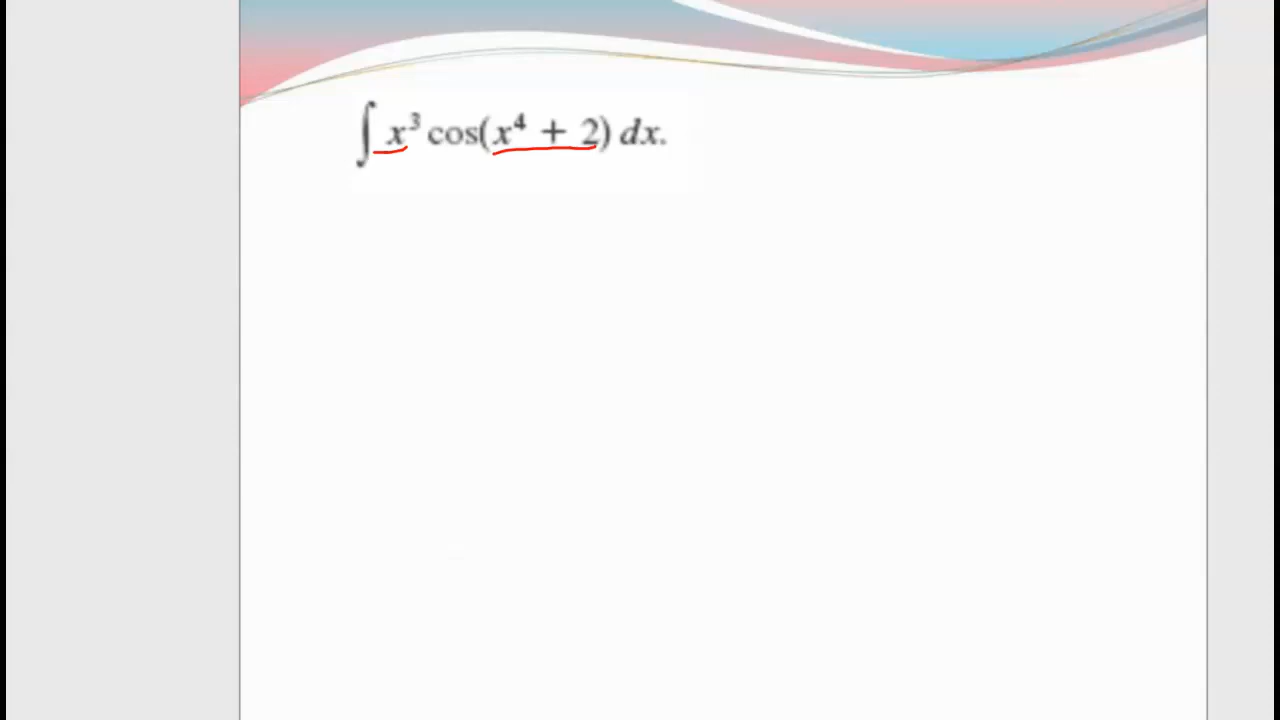 ∫ x³ cos(x⁴ + 2) dx.